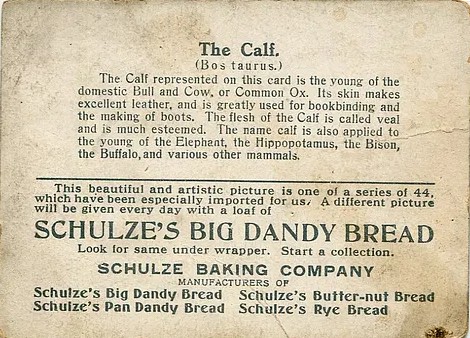 The Calf.
(Bos taurus.)
The Calf represented on this card is the young of the
domestic Bull and Cow, or Common Ox. Its skin makes
excellent leather, and is greatly used for bookbinding and
the making of boots. The flesh of the Calf is called veal
and is much esteemed. The name calf is also applied to
the young of the Elephant, the Hippopotamus, the Bison,
the Buffalo, and various other mammals.
This beautiful and artistic picture is one of a series of 44,
which have been especially imported for us. A different picture
will be given every day with a loaf of
SCHULZE'S BIG DANDY BREAD
Look for same under wrapper. Start a collection.
SCHULZE BAKING COMPANY
MANUFACTURERS OF
Schulze's Big Dandy Bread Schulze's Butter-nut Bread
Schulze's Pan Dandy Bread Schulze's Rye Bread